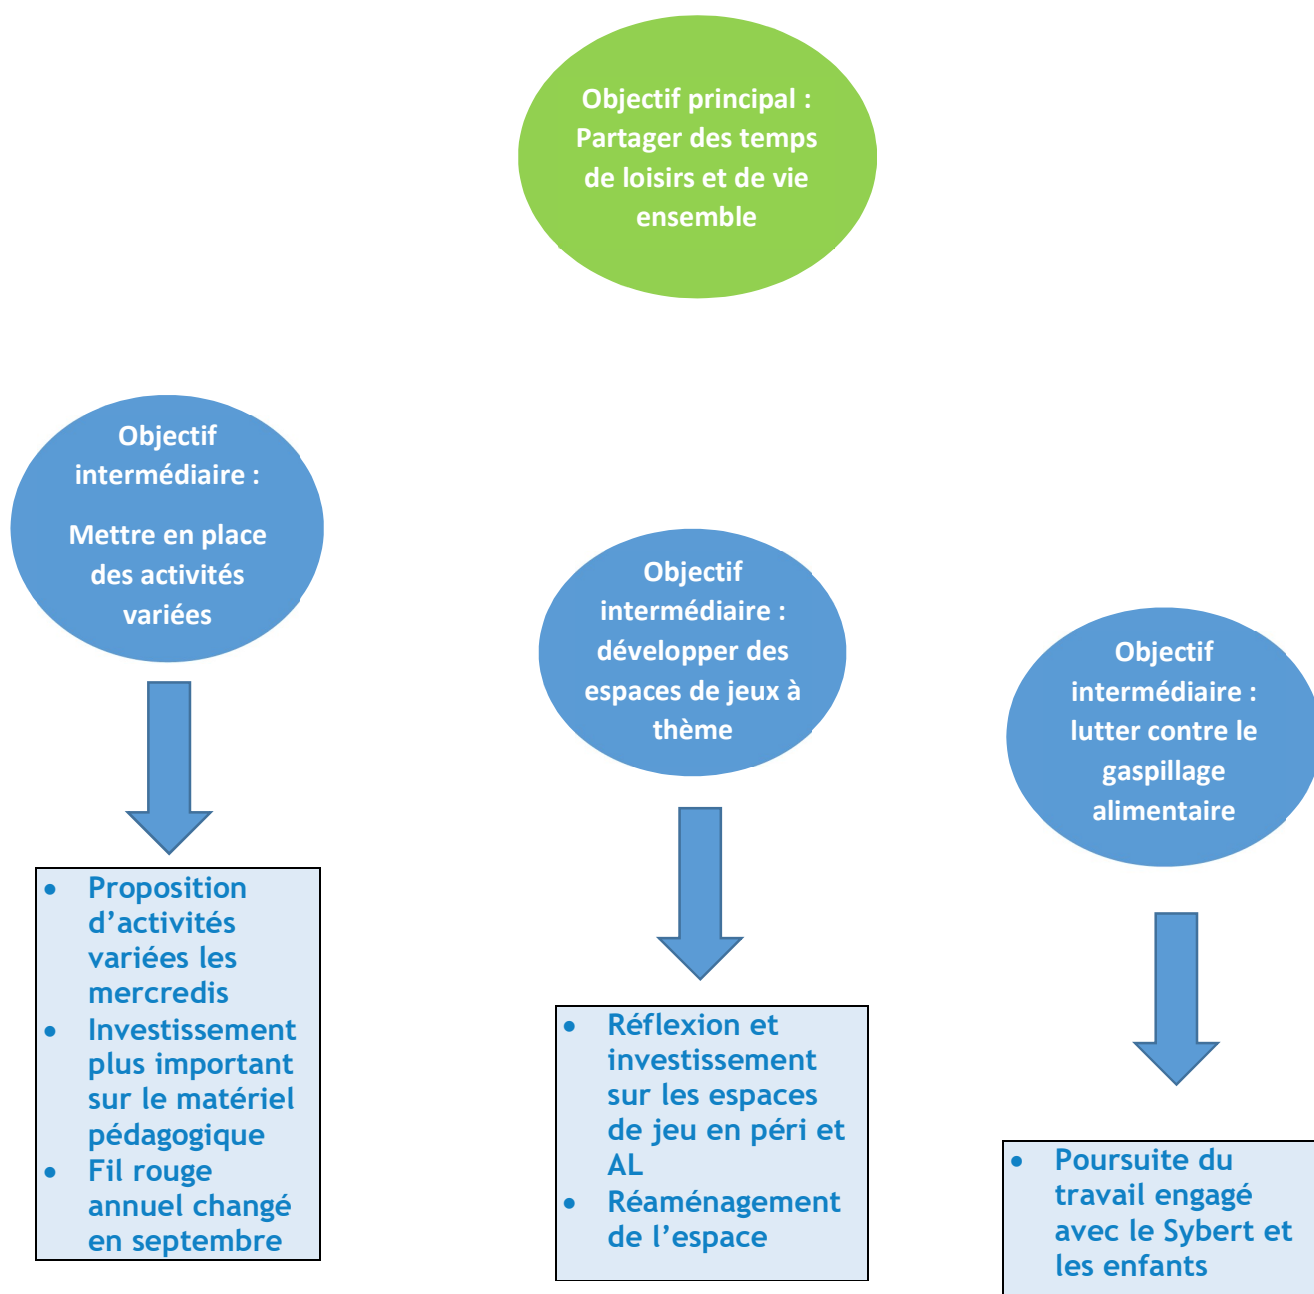 Objectif principal :
Partager des temps
de loisirs et de vie
ensemble
Objectif
intermédiaire :
Mettre en place
des activités
variées
Objectif
intermédiaire :
développer des
espaces de jeux à
thème
Objectif
intermédiaire :
lutter contre le
gaspillage
alimentaire
• Proposition
d’activités
variées les
mercredis
• Investissement
plus important
sur le matériel
pédagogique
• Fil rouge
annuel changé
en septembre
• Réflexion et
investissement
sur les espaces
de jeu en péri et
AL
• Réaménagement
de l’espace
• Poursuite du
travail engagé
avec le Sybert et
les enfants